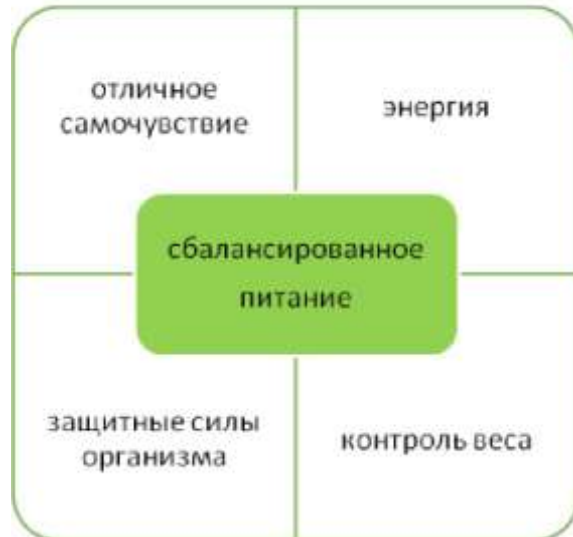 отличное
самочувствие
энергия
сбалансированное
питание
защитные силы
организма
контроль веса